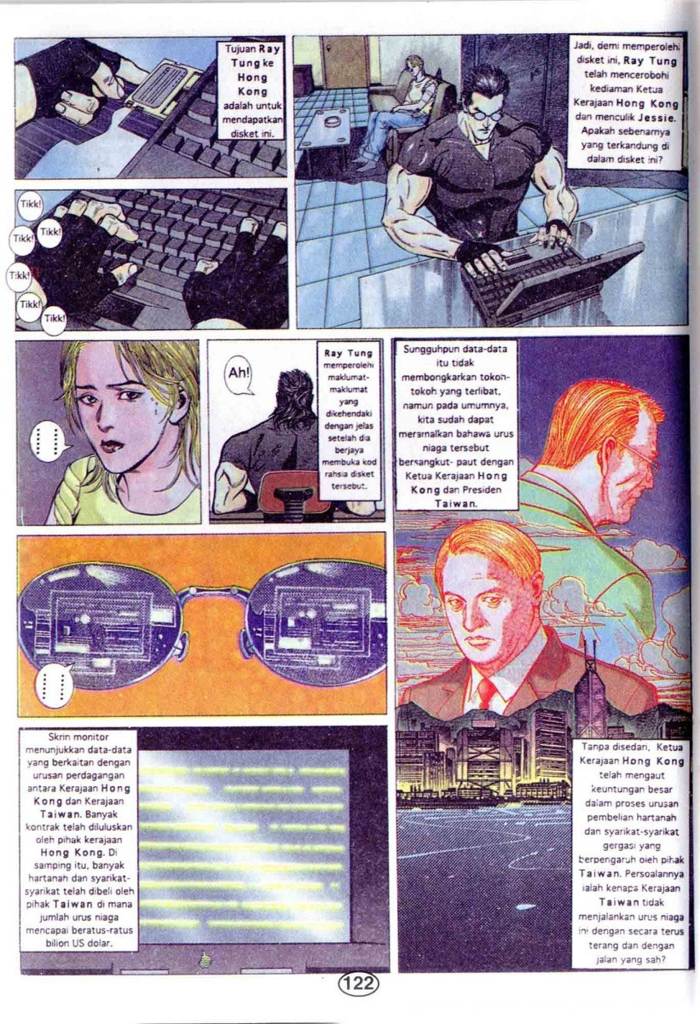 Tujuan Ray
Tung ke
Hong
Kong
adalah untuk
mendapatkan
disket ini.
Jadi, demi memperolehi
disket ini, Ray Tung
telah mencerobohi
kediaman Ketua
Kerajaan Hong Kong
dan menculik Jessie.
Apakah sebenarnya
yang terkandung di
dalam disket ini?
Tikk!
Tikk!
Tikk!
Tikk!
Tikk!
Tikk!
Ah!
Ray Tung
memperolehi
maklumat-
maklumat
yang
dikehendaki
dengan jelas
setelah dia
berjaya
membuka kod
rahsia disket
tersebut.
Sungguhpun data-data
itu tidak
membongkarkan tokoh-
tokoh yang terlibat,
namun pada umumnya,
kita sudah dapat
meramalkan bahawa urus
niaga tersebut
bersangkut- paut dengan
Ketua Kerajaan Hong
Kong dan Presiden
Taiwan.
Skrin monitor
menunjukkan data-data
yang berkaitan dengan
urusan perdagangan
antara Kerajaan Hong
Kong dan Kerajaan
Taiwan. Banyak
kontrak telah diluluskan
oleh pihak kerajaan
Hong Kong. Di
samping itu, banyak
hartanah dan syarikat-
syarikat telah dibeli oleh
pihak Taiwan di mana
jumlah urus niaga
mencapai beratus-ratus
bilion US dolar.
Tanpa disedari, Ketua
Kerajaan Hong Kong
telah mengaut
keuntungan besar
dalam proses urusan
pembelian hartanah
dan syarikat-syarikat
gergasi yang
berpengaruh oleh pihak
Taiwan. Persoalannya
ialah kenapa Kerajaan
Taiwan tidak
menjalankan urus niaga
ini dengan secara terus
terang dan dengan
jalan yang sah?
122